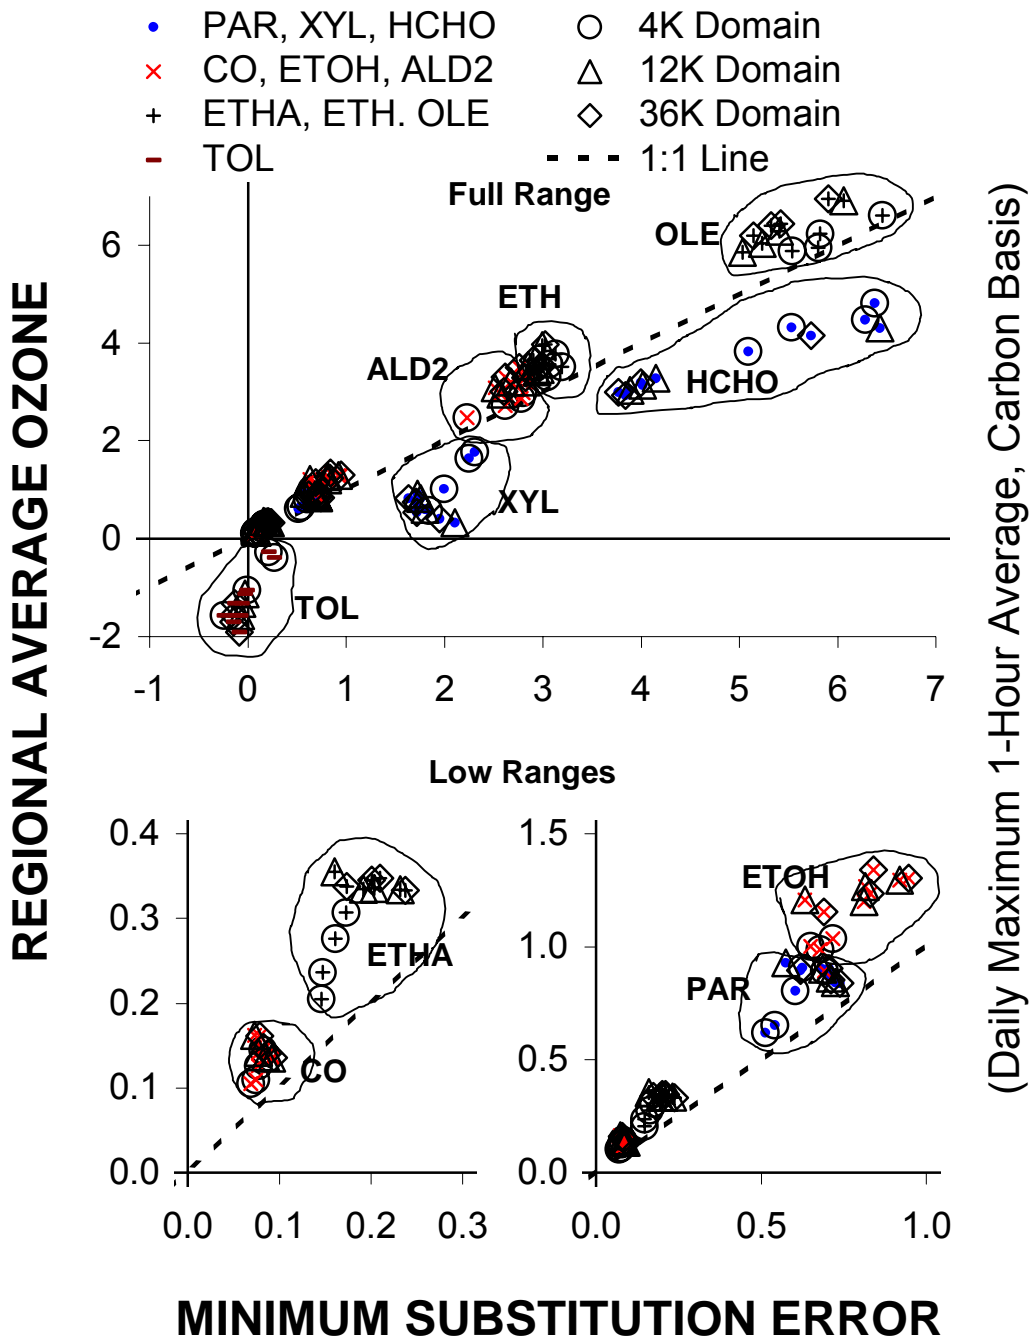 PAR, XYL, HCHO
4K Domain
CO, ETOH, ALD2
12K Domain
ETHA, ETH. OLE
36K Domain
TOL
1:1 Line
Full Range
OLE
ETH
ALD2
HCHO
XYL
TOL
6
4
2
0
-2
-1 0 1 2 3 4 5 6 7
REGIONAL AVERAGE OZONE
(Daily Maximum 1-Hour Average, Carbon Basis)
Low Ranges
0.4
0.3
0.2
0.1
0.0
ETHA
CO
0.0 0.1 0.2 0.3
1.5
1.0
0.5
0.0
ETOH
PAR
0.0 0.5 1.0
MINIMUM SUBSTITUTION ERROR